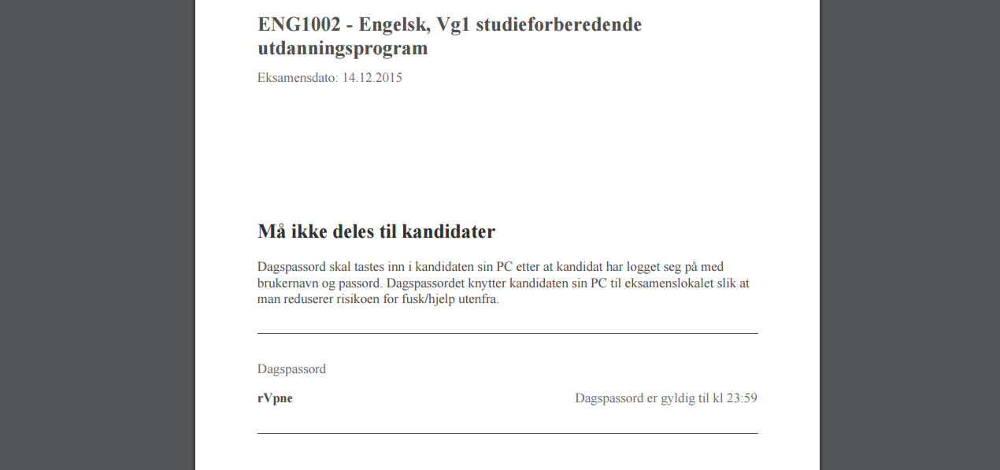 ENG1002 - Engelsk, Vg1 studieforberedende
utdanningsprogram
Eksamensdato: 14.12.2015
Må ikke deles til kandidater
Dagspassord skal tastes inn i kandidaten sin PC etter at kandidat har logget seg på med
brukernavn og passord. Dagspassordet knytter kandidaten sin PC til eksamenslokalet slik at
man reduserer risikoen for fusk/hjelp utenfra.
Dagspassord
rVpne Dagspassord er gyldig til kl 23:59